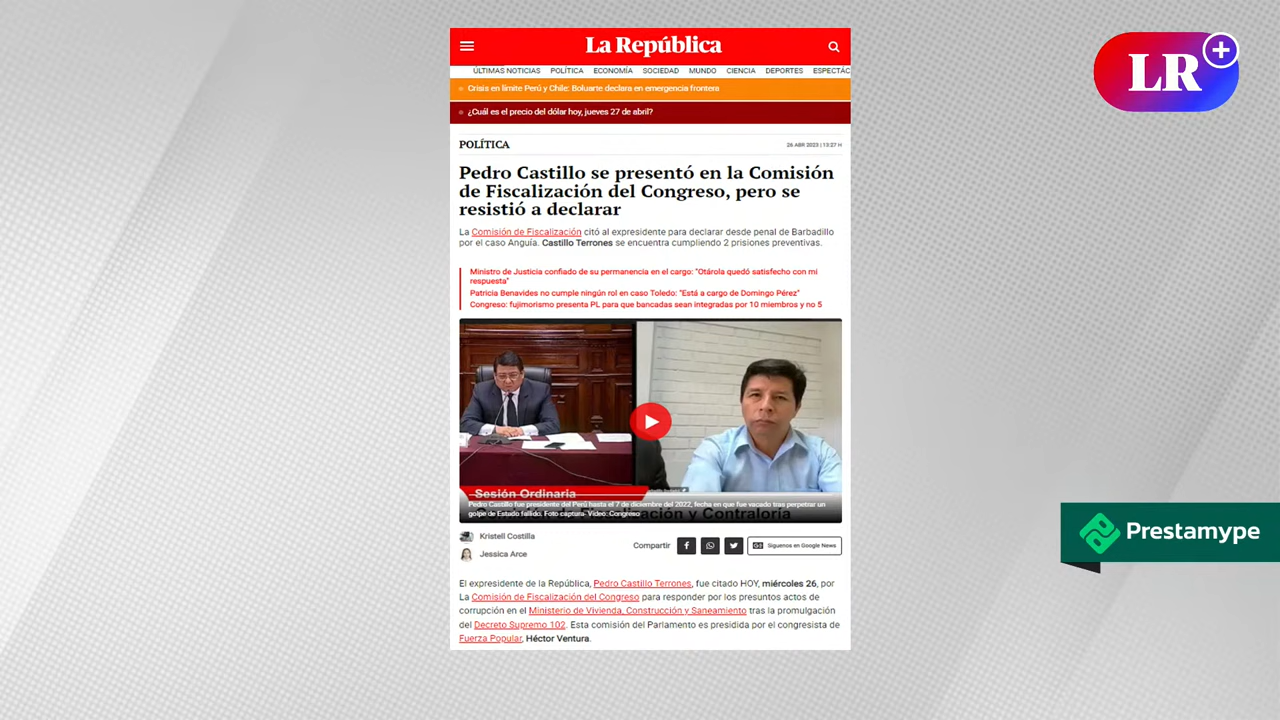 La República
LR+
ÚLTIMAS NOTICIAS POLÍTICA ECONOMÍA SOCIEDAD MUNDO CIENCIA DEPORTES ESPECTÁC
Crisis en límite Perú y Chile: Boluarte declara en emergencia frontera
¿Cuál es el precio del dólar hoy, jueves 27 de abril?
POLÍTICA
26 ABR 2023 | 13:27 H
Pedro Castillo se presentó en la Comisión
de Fiscalización del Congreso, pero se
resistió a declarar
La Comisión de Fiscalización citó al expresidente para declarar desde penal de Barbadillo
por el caso Anguía. Castillo Terrones se encuentra cumpliendo 2 prisiones preventivas.
Ministro de Justicia confiado de su permanencia en el cargo: "Otárola quedó satisfecho con mi
respuesta"
Patricia Benavides no cumple ningún rol en caso Toledo: "Está a cargo de Domingo Pérez"
Congreso: fujimorismo presenta PL para que bancadas sean integradas por 10 miembros y no 5
Sesión Ordinaria
Pedro Castillo fue presidente del Perú hasta el 7 de diciembre del 2022, fecha en que fue vacado tras perpetrar un
golpe de Estado fallido. Foto captura- Video: Congreso
y Contraloría
Kristell Costilla
Jessica Arce
Compartir
Síguenos en Google News
Prestamype
El expresidente de la República, Pedro Castillo Terrones, fue citado HOY, miércoles 26, por
La Comisión de Fiscalización del Congreso para responder por los presuntos actos de
corrupción en el Ministerio de Vivienda, Construcción y Saneamiento tras la promulgación
del Decreto Supremo 102. Esta comisión del Parlamento es presidida por el congresista de
Fuerza Popular, Héctor Ventura.